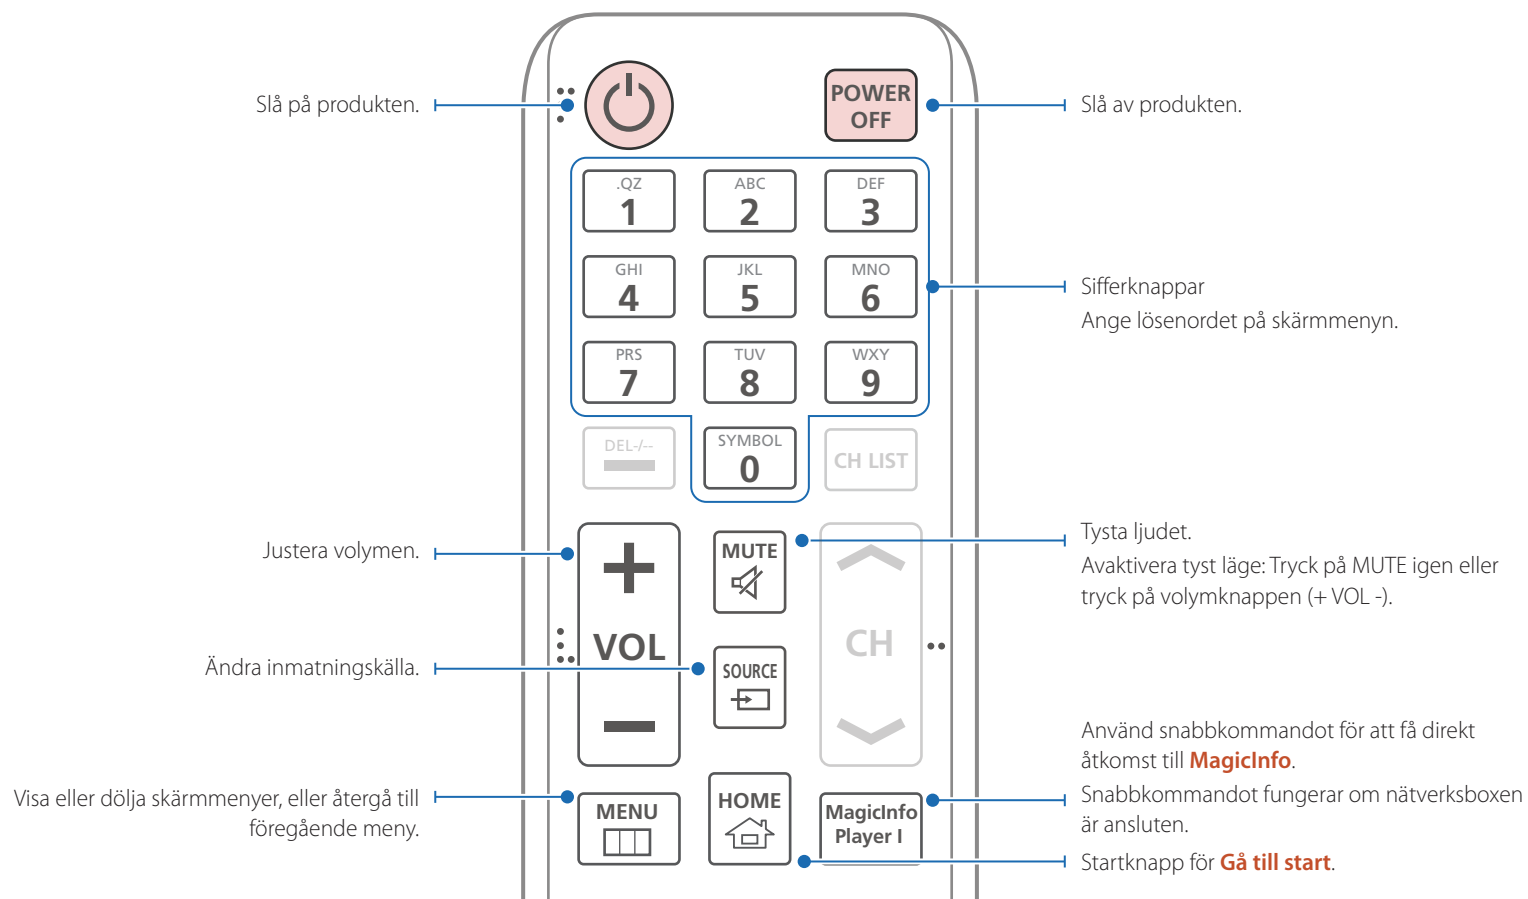 Slå på produkten.
POWER
OFF
Slå av produkten.
.QZ
1
ABC
2
DEF
3
GHI
4
JKL
5
MNO
6
Sifferknappar
Ange lösenordet på skärmmenyn.
PRS
7
TUV
8
WXY
9
DEL-/--
SYMBOL
0
CH LIST
Justera volymen.
VOL
MUTE
Tysta ljudet.
Avaktivera tyst läge: Tryck på MUTE igen eller
tryck på volymknappen (+ VOL -).
CH
Ändra inmatningskälla.
SOURCE
Använd snabbkommandot för att få direkt
åtkomst till MagicInfo.
Snabbkommandot fungerar om nätverksboxen
är ansluten.
Visa eller dölja skärmmenyer, eller återgå till
föregående meny.
MENU
HOME
MagicInfo
Player I
Startknapp för Gå till start.